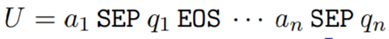 U = a₁ SEP q₁ EOS ⋯ aₙ SEP qₙ